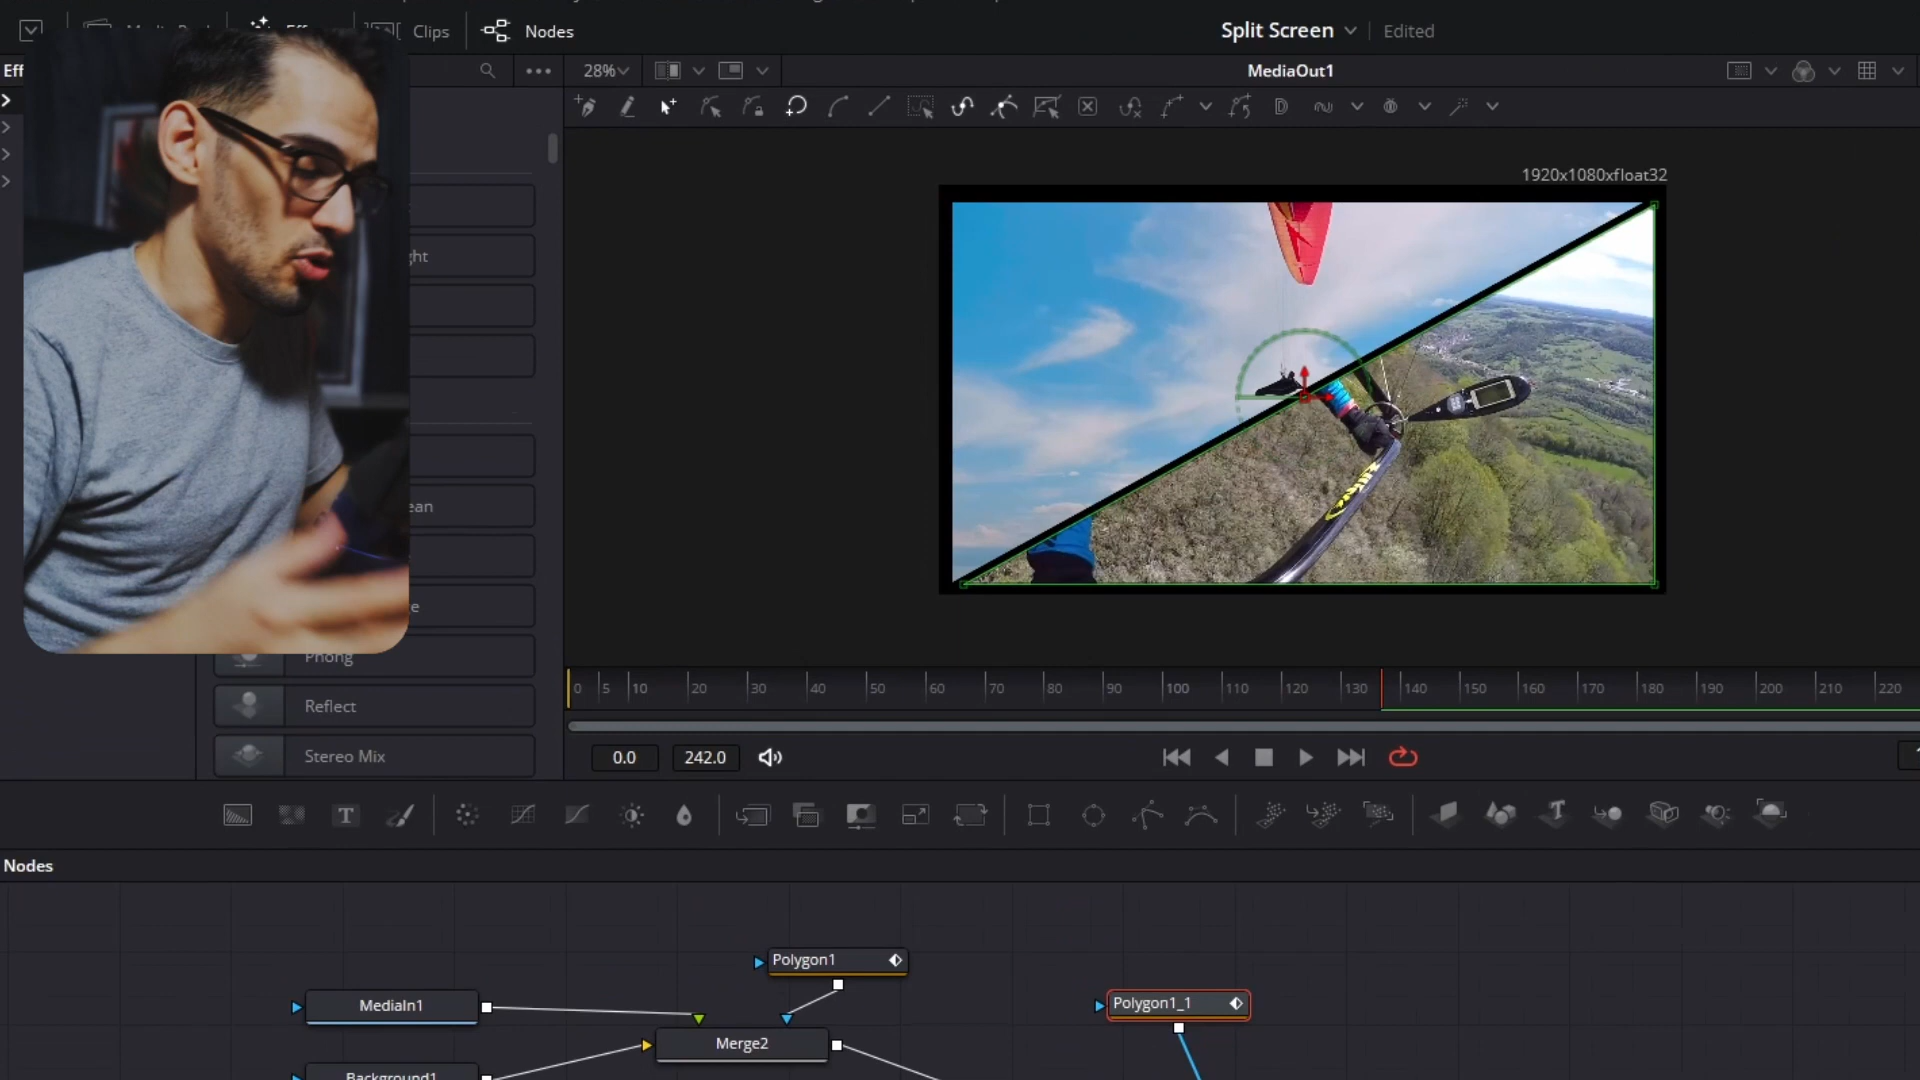 Clips
Nodes
Split Screen
Edited
Eff
28%
MediaOut1
1920x1080xfloat32
ght
ean
e
Phong
Reflect
Stereo Mix
0 5 10 20 30 40 50 60 70 80 90 100 110 120 130 140 150 160 170 180 190 200 210 220
0.0
242.0
Nodes
Polygon1
MediaIn1
Polygon1_1
Merge2
Background1